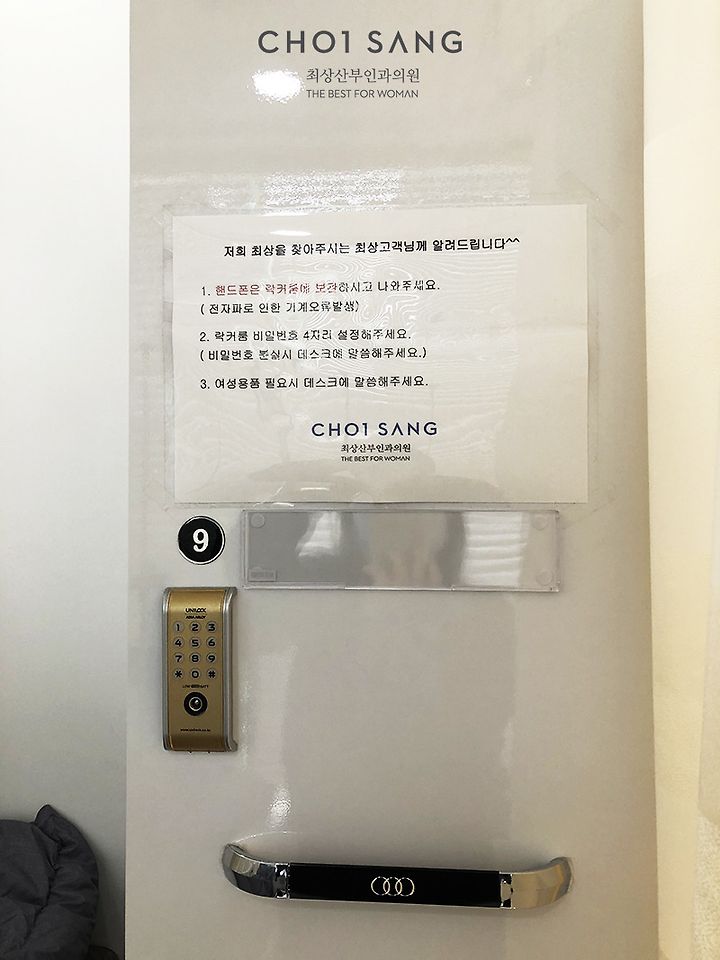 CHO1 SANG
최상산부인과의원
THE BEST FOR WOMAN
저희 최상을 찾아주시는 최상고객님께 알려드립니다^^
1. 핸드폰은 락커룸에 보관하시고 나와주세요.
( 전자파로 인한 기계오류발생)
2. 락커룸 비밀번호 4자리 설정해주세요.
( 비밀번호 분실시 데스크에 말씀해주세요.)
3. 여성용품 필요시 데스크에 말씀해주세요.
CHO1 SANG
최상산부인과의원
THE BEST FOR WOMAN
9
UNILOCK
ASSA ABLOY
1 2 3
4 5 6
7 8 9
* 0 #
www.unilock.co.kr